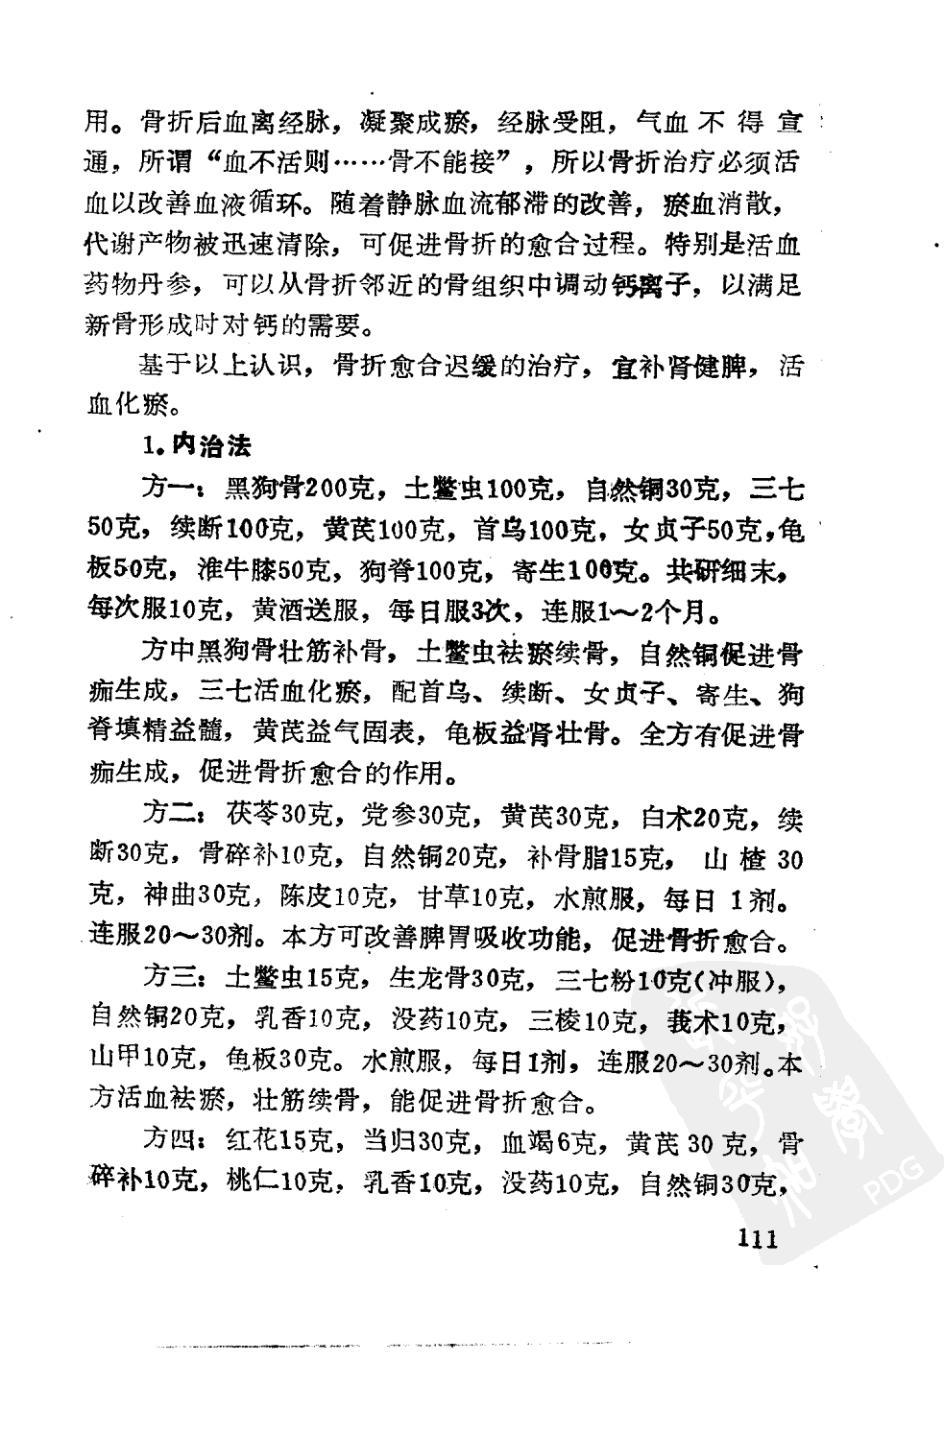 用。骨折后血离经脉，凝聚成瘀，经脉受阻，气血不得宣
通，所谓“血不活则……骨不能接”，所以骨折治疗必须活
血以改善血液循环。随着静脉血流郁滞的改善，瘀血消散，
代谢产物被迅速清除，可促进骨折的愈合过程。特别是活血
药物丹参，可以从骨折邻近的骨组织中调动钙离子，以满足
新骨形成时对钙的需要。
基于以上认识，骨折愈合迟缓的治疗，宜补肾健脾，活
血化瘀。
1.内治法
方一：黑狗骨200克，土鳖虫100克，自然铜30克，三七
50克，续断100克，黄芪100克，首乌100克，女贞子50克，龟
板50克，淮牛膝50克，狗脊100克，寄生100克。共研细末，
每次服10克，黄酒送服，每日服3次，连服1～2个月。
方中黑狗骨壮筋补骨，土鳖虫祛瘀续骨，自然铜促进骨
痂生成，三七活血化瘀，配首乌、续断、女贞子、寄生、狗
脊填精益髓，黄芪益气固表，龟板益肾壮骨。全方有促进骨
痂生成，促进骨折愈合的作用。
方二：茯苓30克，党参30克，黄芪30克，白术20克，续
断30克，骨碎补10克，自然铜20克，补骨脂15克，山楂30
克，神曲30克，陈皮10克，甘草10克，水煎服，每日1剂。
连服20～30剂。本方可改善脾胃吸收功能，促进骨折愈合。
方三：土鳖虫15克，生龙骨30克，三七粉10克(冲服)，
自然铜20克，乳香10克，没药10克，三棱10克，莪术10克，
山甲10克，龟板30克。水煎服，每日1剂，连服20～30剂。本
方活血祛瘀，壮筋续骨，能促进骨折愈合。
方四：红花15克，当归30克，血竭6克，黄芪30克，骨
碎补10克，桃仁10克，乳香10克，没药10克，自然铜30克，
111
PDG